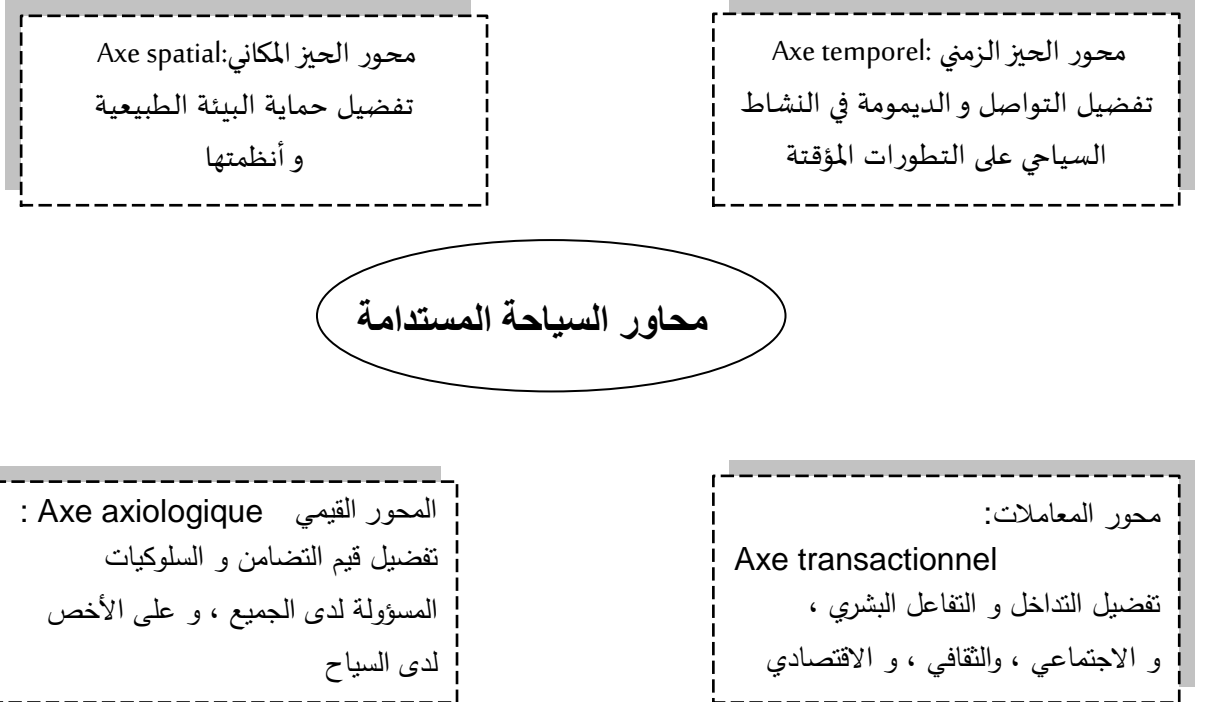 محور الحيز الزمني :Axe temporel
تفضيل التواصل و الديمومة في النشاط
السياحي على التطورات المؤقتة
محور الحيز المكاني:Axe spatial
تفضيل حماية البيئة الطبيعية
و أنظمتها
محاور السياحة المستدامة
محور المعاملات:
Axe transactionnel
تفضيل التداخل و التفاعل البشري ،
و الاجتماعي ، والثقافي ، و الاقتصادي
المحور القيمي Axe axiologique :
تفضيل قيم التضامن و السلوكيات
المسؤولة لدى الجميع ، و على الأخص
لدى السياح